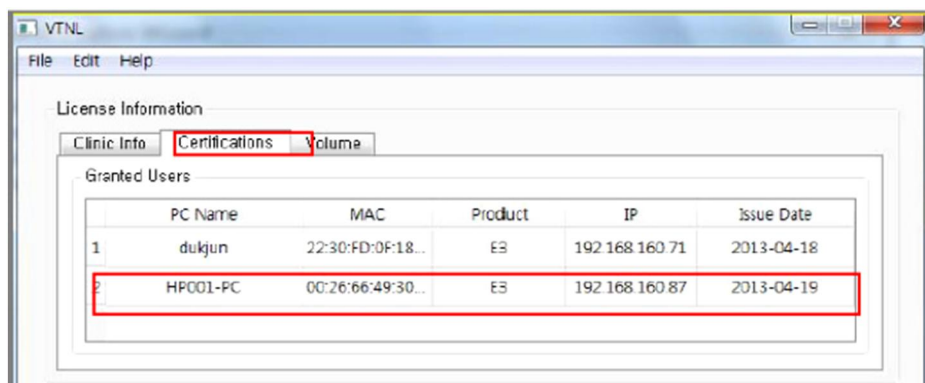 VTNL
File Edit Help
License Information
Clinic Info Certifications Volume
Granted Users
PC Name MAC Product IP Issue Date
1 dukjun 22:30:FD:0F:18... E3 192.168.160.71 2013-04-18
2 HP001-PC 00:26:66:49:30... E3 192.168.160.87 2013-04-19